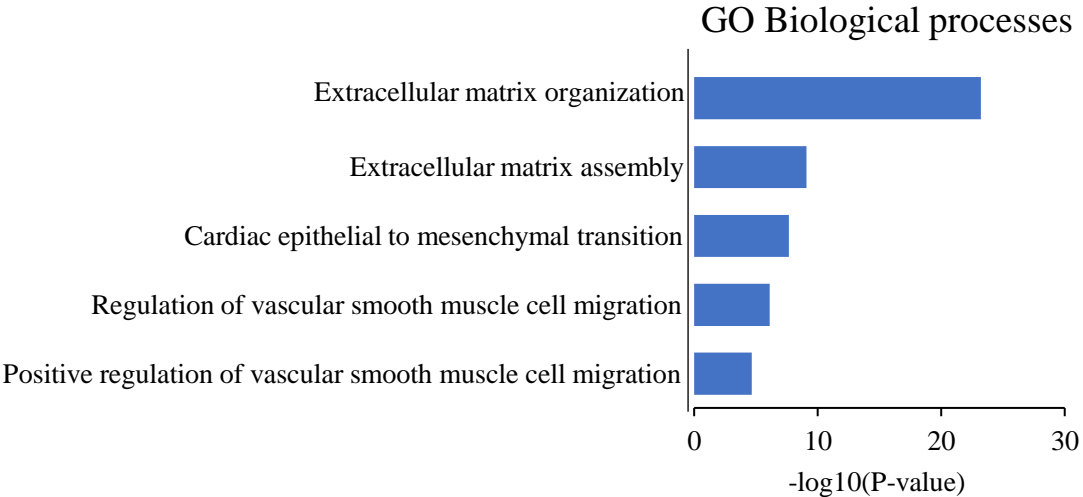 GO Biological processes
Extracellular matrix organization
Extracellular matrix assembly
Cardiac epithelial to mesenchymal transition
Regulation of vascular smooth muscle cell migration
Positive regulation of vascular smooth muscle cell migration
0 10 20 30
-log10(P-value)